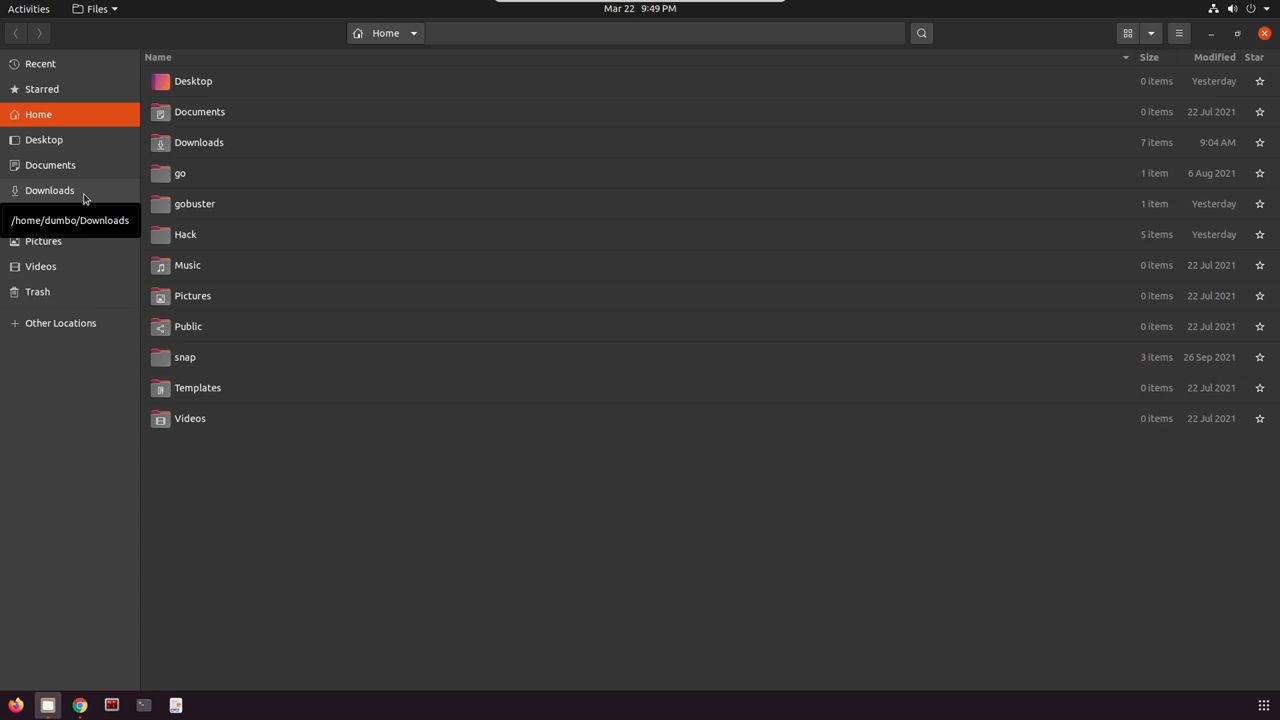 Activities Files Mar 22 9:49 PM
Home
Name Size Modified Star
Recent
Starred
Home
Desktop
Documents
Downloads
/home/dumbo/Downloads
Pictures
Videos
Trash
Other Locations
Desktop 0 items Yesterday
Documents 0 items 22 Jul 2021
Downloads 7 items 9:04 AM
go 1 item 6 Aug 2021
gobuster 1 item Yesterday
Hack 5 items Yesterday
Music 0 items 22 Jul 2021
Pictures 0 items 22 Jul 2021
Public 0 items 22 Jul 2021
snap 3 items 26 Sep 2021
Templates 0 items 22 Jul 2021
Videos 0 items 22 Jul 2021